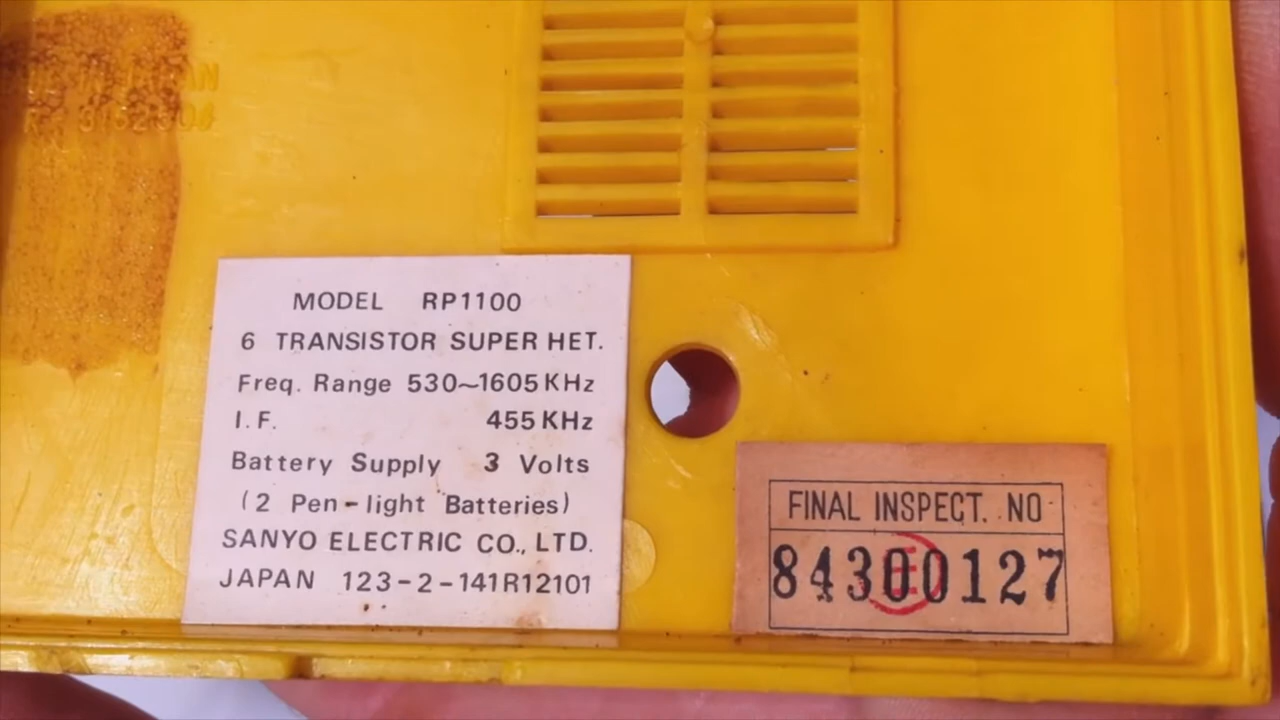 MODEL RP1100
6 TRANSISTOR SUPER HET.
Freq. Range 530~1605 KHz
I.F. 455 KHz
Battery Supply 3 Volts
(2 Pen-light Batteries)
SANYO ELECTRIC CO., LTD.
JAPAN 123-2-141R12101
FINAL INSPECT. NO
84300127